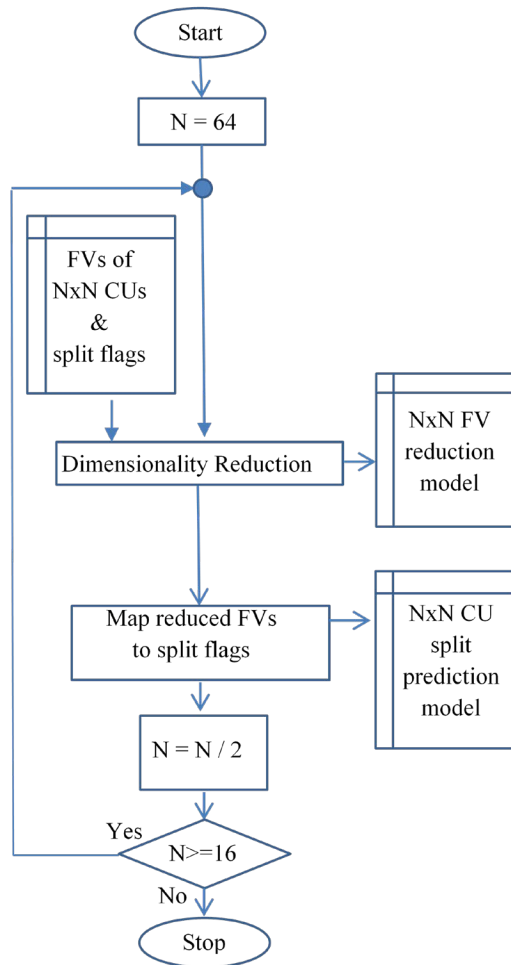 Start
N = 64
FVs of
NxN CUs
&
split flags
Dimensionality Reduction
NxN FV
reduction
model
Map reduced FVs
to split flags
NxN CU
split
prediction
model
N = N / 2
Yes
N>=16
No
Stop